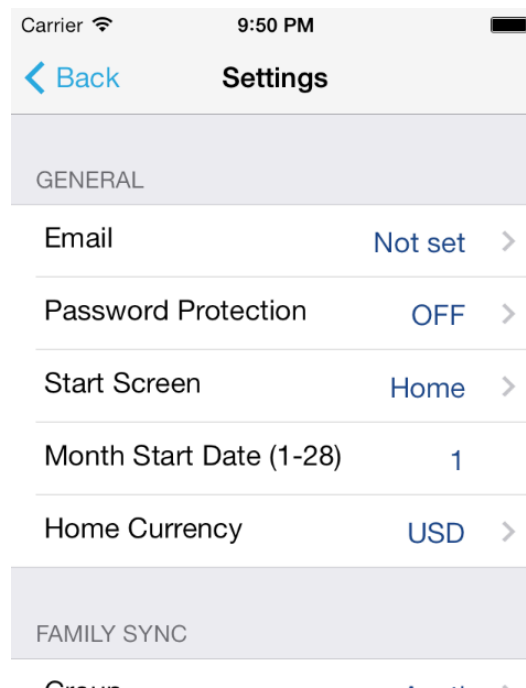 Carrier 9:50 PM
Back Settings
GENERAL
Email Not set
Password Protection OFF
Start Screen Home
Month Start Date (1-28) 1
Home Currency USD
FAMILY SYNC
Group